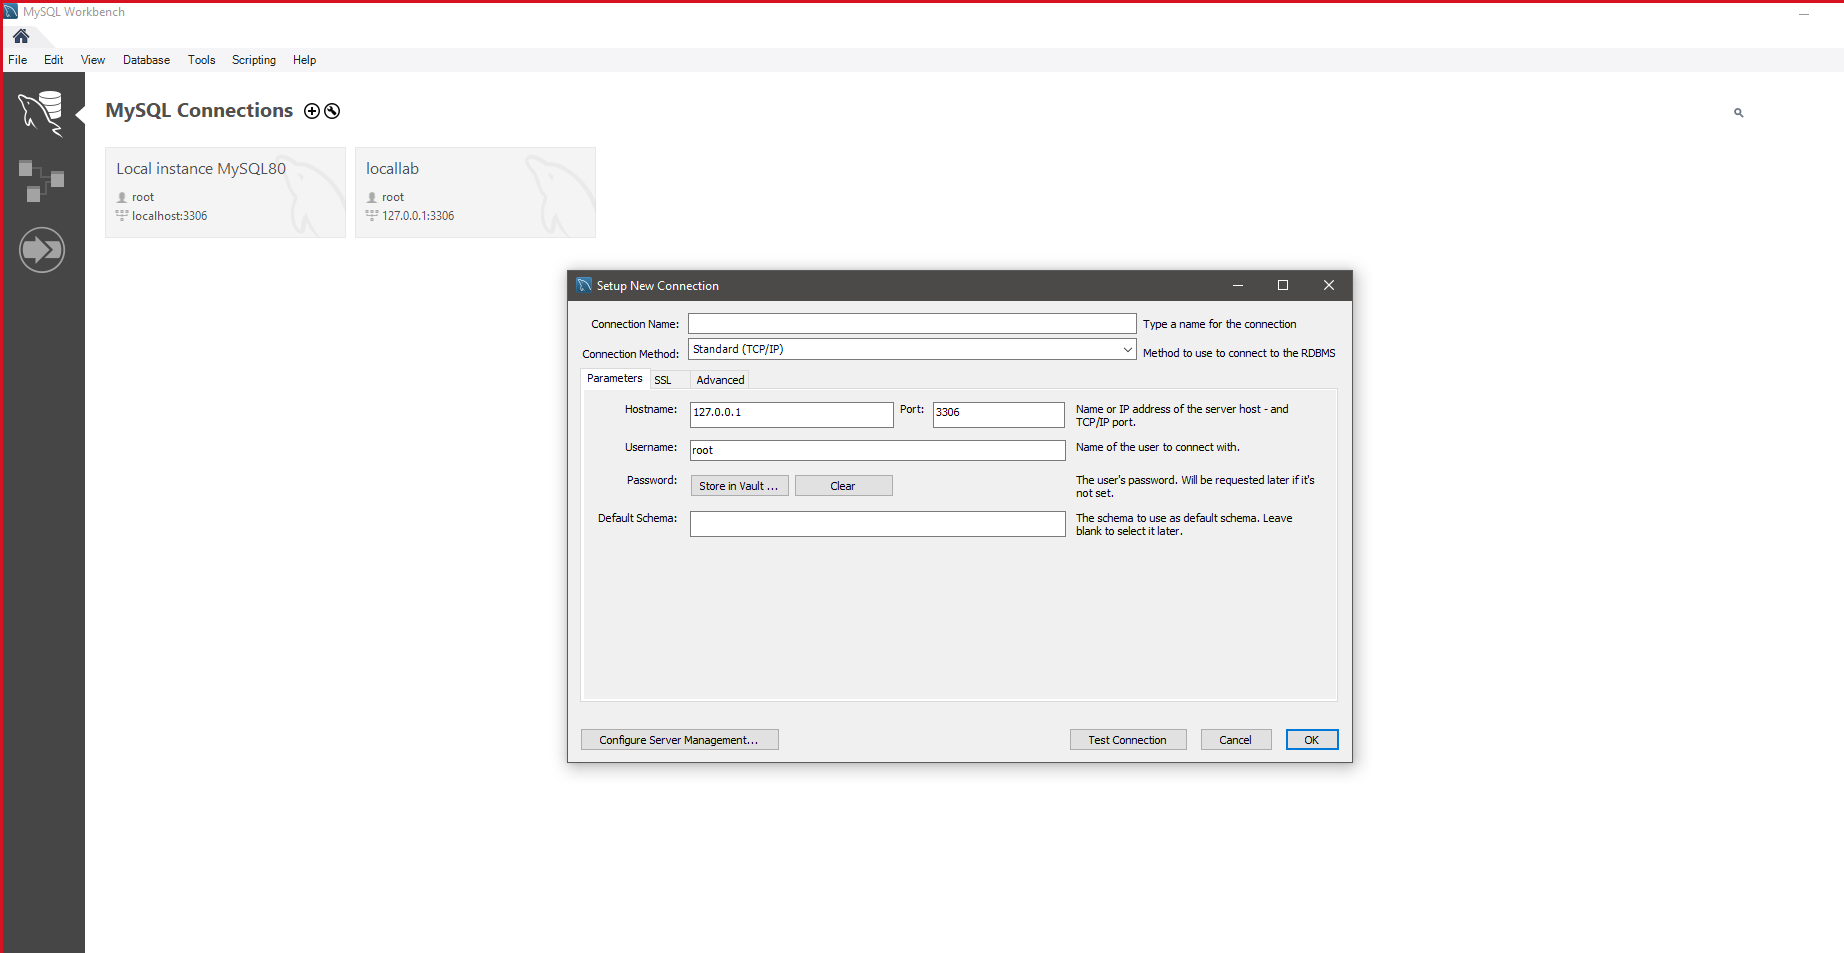 MySQL Workbench
File Edit View Database Tools Scripting Help
MySQL Connections
Local instance MySQL80
root
localhost:3306
locallab
root
127.0.0.1:3306
Setup New Connection
Connection Name: Type a name for the connection
Connection Method: Standard (TCP/IP) Method to use to connect to the RDBMS
Parameters SSL Advanced
Hostname: 127.0.0.1 Port: 3306 Name or IP address of the server host - and
TCP/IP port.
Username: root Name of the user to connect with.
Password: Store in Vault ... Clear The user's password. Will be requested later if it's
not set.
Default Schema: The schema to use as default schema. Leave
blank to select it later.
Configure Server Management... Test Connection Cancel OK